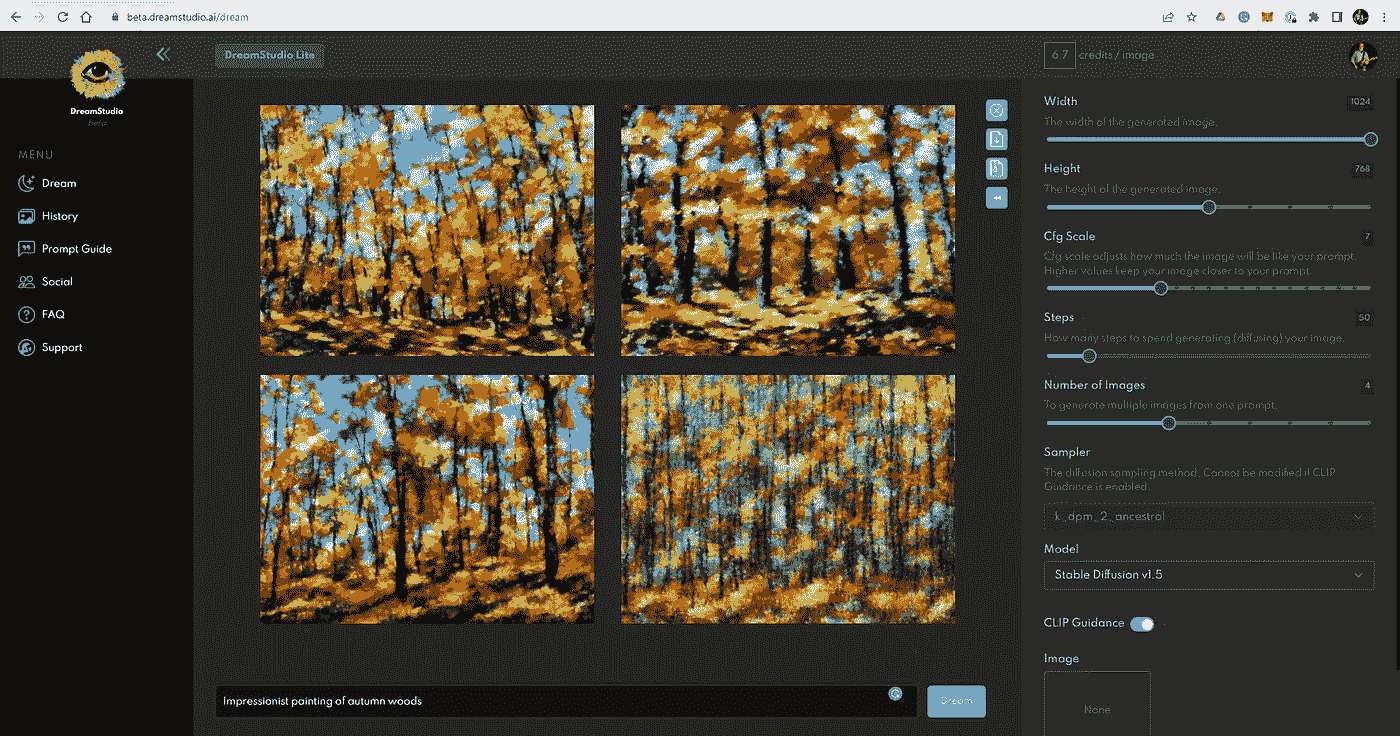 beta.dreamstudio.ai/dream
DreamStudio Lite
6.7 credits / image
DreamStudio
beta
MENU
Dream
History
Prompt Guide
Social
FAQ
Support
Width
1024
The width of the generated image.
Height
768
The height of the generated image.
Cfg Scale
7
Cfg scale adjusts how much the image will be like your prompt.
Higher values keep your image closer to your prompt.
Steps
50
How many steps to spend generating (diffusing) your image.
Number of Images
4
To generate multiple images from one prompt.
Sampler
The diffusion sampling method. Cannot be modified if CLIP
Guidance is enabled.
k_dpm_2_ancestral
Model
Stable Diffusion v1.5
CLIP Guidance
Image
None
Impressionist painting of autumn woods
Dream